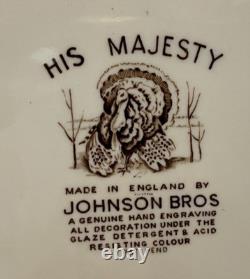 HIS MAJESTY
MADE IN ENGLAND BY
JOHNSON BROS
A GENUINE HAND ENGRAVING
ALL DECORATION UNDER THE
GLAZE DETERGENT & ACID
RESISTING COLOUR